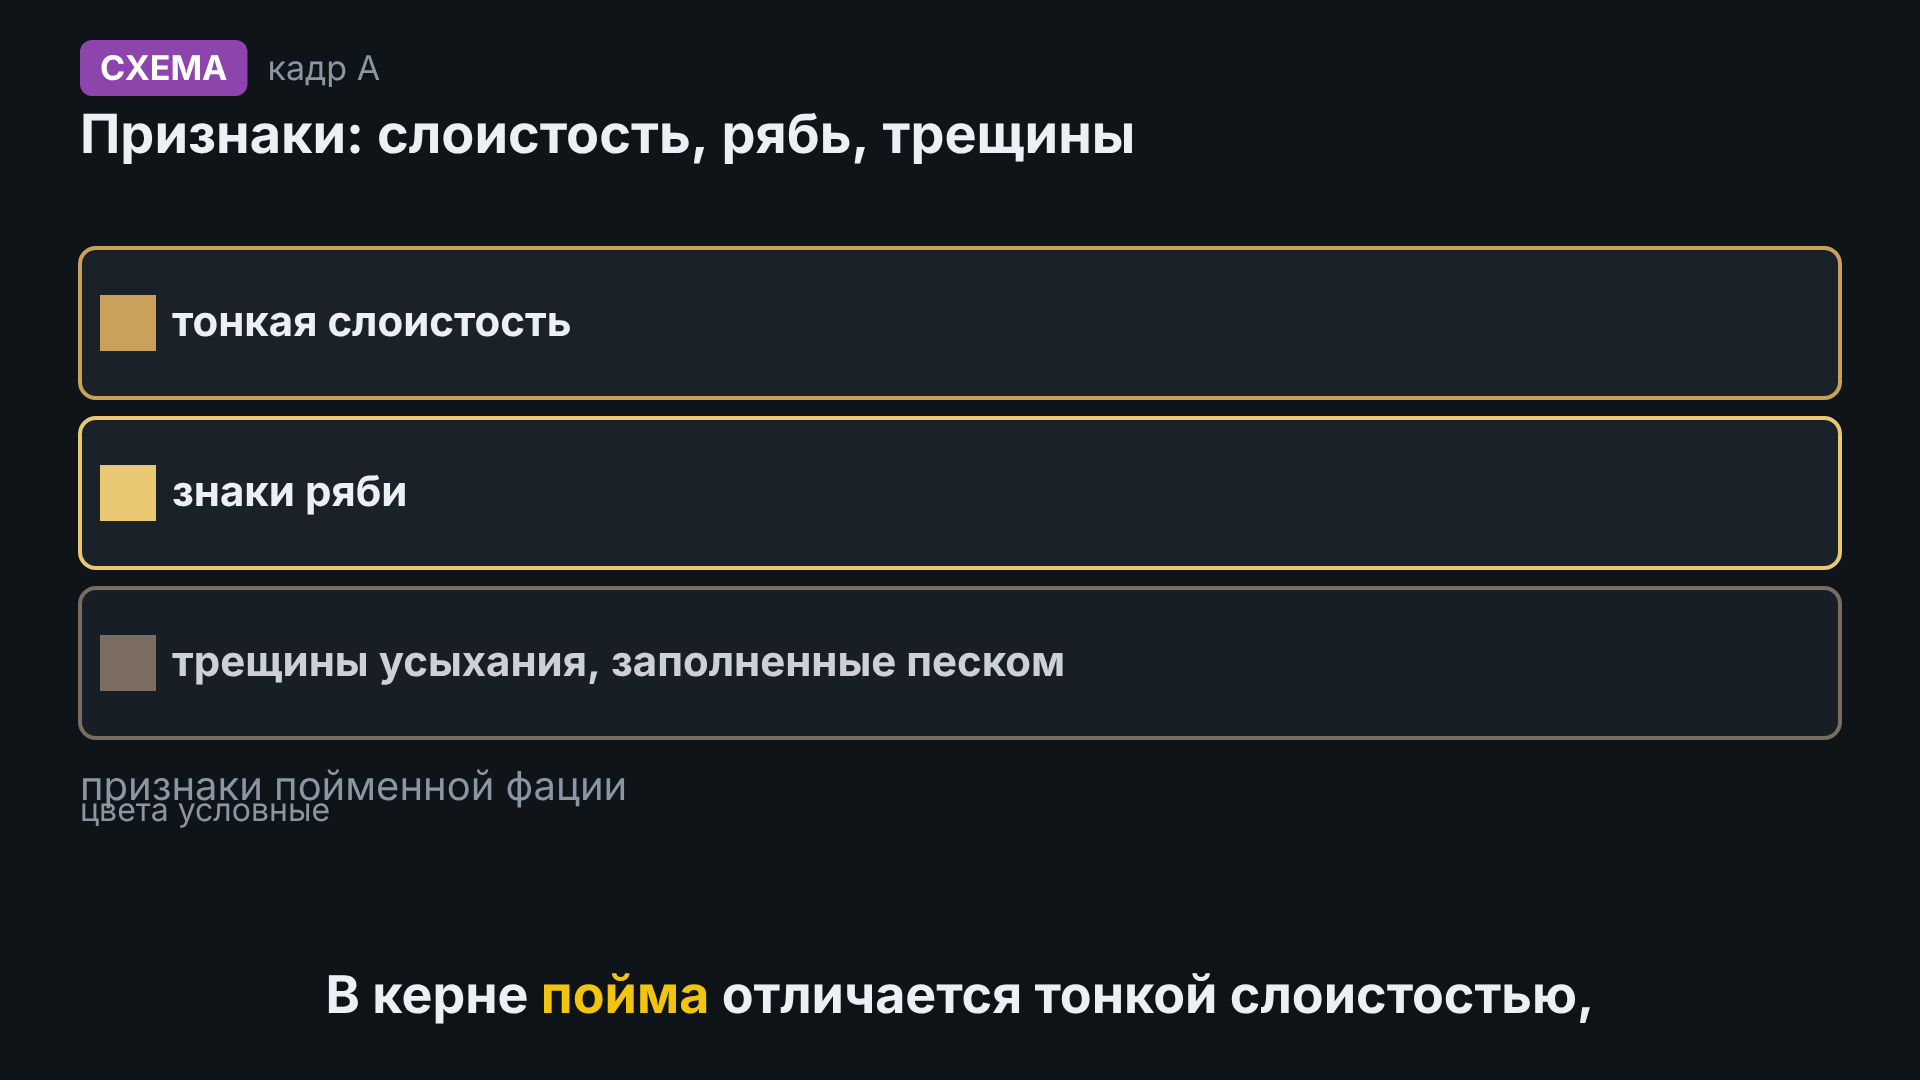 СХЕМА кадр А
Признаки: слоистость, рябь, трещины
тонкая слоистость
знаки ряби
трещины усыхания, заполненные песком
признаки пойменной фации
цвета условные
В керне пойма отличается тонкой слоистостью,